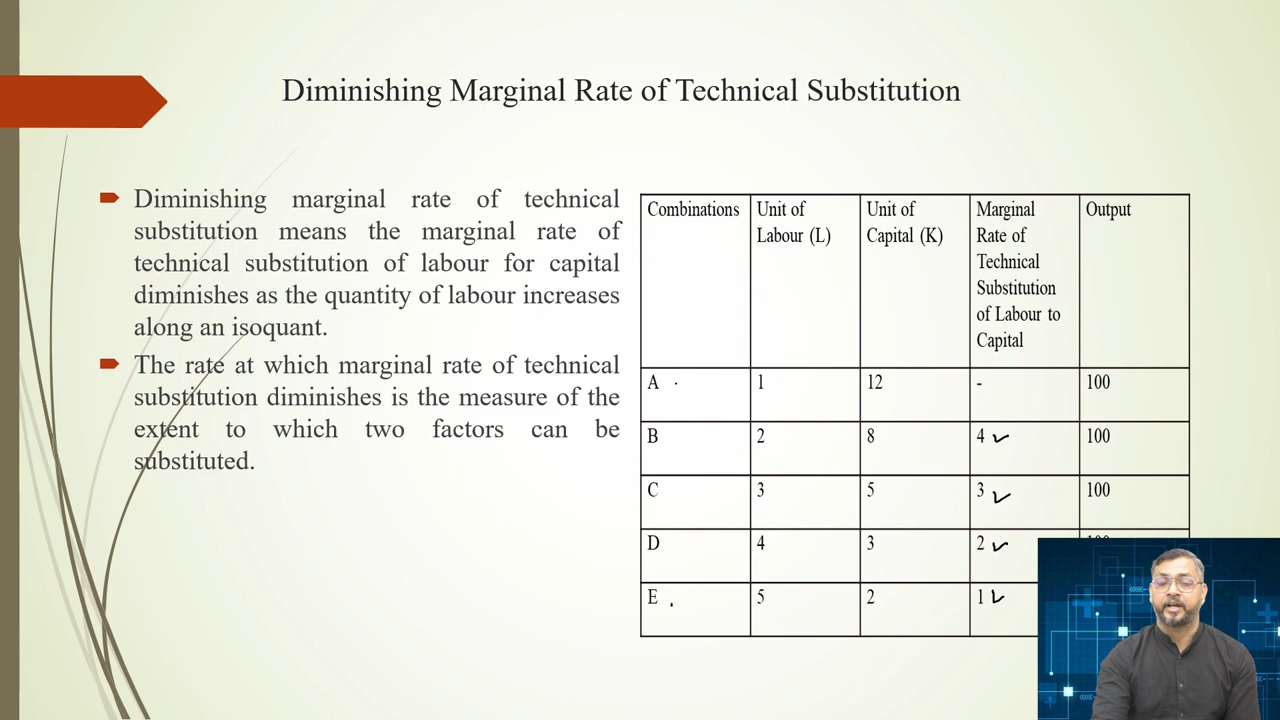 Diminishing Marginal Rate of Technical Substitution
Diminishing marginal rate of technical
substitution means the marginal rate of
technical substitution of labour for capital
diminishes as the quantity of labour increases
along an isoquant.
The rate at which marginal rate of technical
substitution diminishes is the measure of the
extent to which two factors can be
substituted.
Combinations
Unit of
Labour (L)
Unit of
Capital (K)
Marginal
Rate of
Technical
Substitution
of Labour to
Capital
Output
A 1 12 - 100
B 2 8 4 100
C 3 5 3 100
D 4 3 2
E 5 2 1